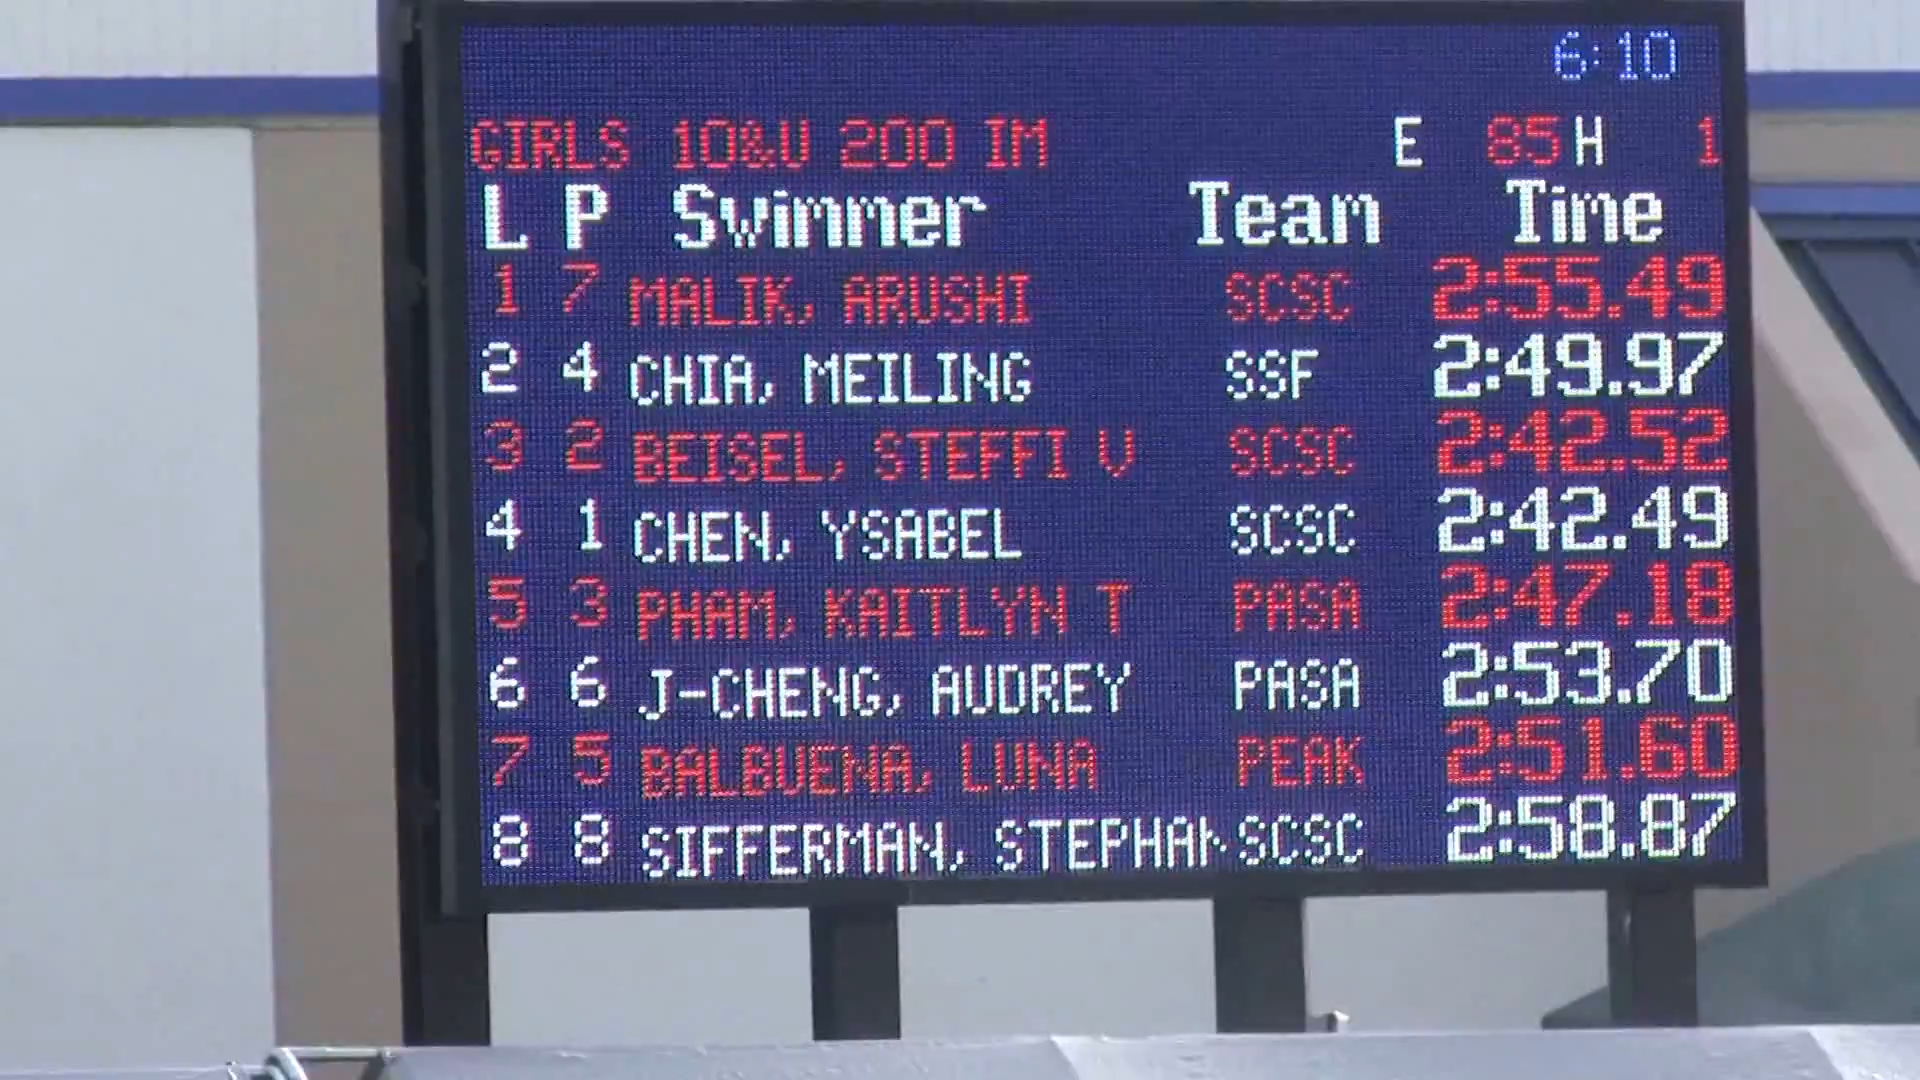 6:10
GIRLS 10&U 200 IM E 85 H 1
L P Swimmer Team Time
1 7 MALIK, ARUSHI SCSC 2:55.49
2 4 CHIA, MEILING SSF 2:49.97
3 2 BEISEL, STEFFI V SCSC 2:42.52
4 1 CHEN, YSABEL SCSC 2:42.49
5 3 PHAM, KAITLYN T PASA 2:47.18
6 6 J-CHENG, AUDREY PASA 2:53.70
7 5 BALBUENA, LUNA PEAK 2:51.60
8 8 SIFFERMAN, STEPHAN SCSC 2:58.87